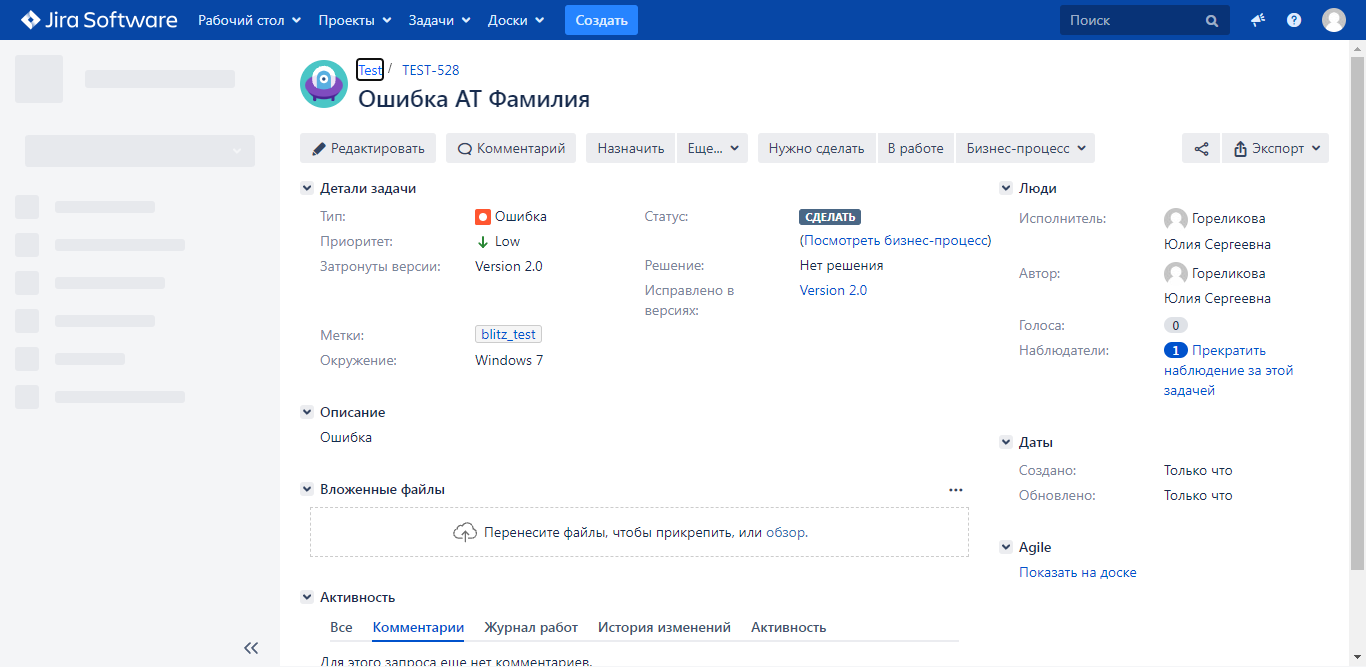 Jira Software Рабочий стол Проекты Задачи Доски Создать Поиск
Test / TEST-528
Ошибка АТ Фамилия
Редактировать Комментарий Назначить Еще... Нужно сделать В работе Бизнес-процесс Экспорт
Детали задачи
Тип: Ошибка
Приоритет: Low
Затронуты версии: Version 2.0
Статус: СДЕЛАТЬ
(Посмотреть бизнес-процесс)
Решение: Нет решения
Исправлено в Version 2.0
версиях:
Метки: blitz_test
Окружение: Windows 7
Описание
Ошибка
Вложенные файлы
Перенесите файлы, чтобы прикрепить, или обзор.
Активность
Все Комментарии Журнал работ История изменений Активность
Для этого запроса еще нет комментариев.
Люди
Исполнитель: Гореликова
Юлия Сергеевна
Автор: Гореликова
Юлия Сергеевна
Голоса: 0
Наблюдатели: 1 Прекратить
наблюдение за этой
задачей
Даты
Создано: Только что
Обновлено: Только что
Agile
Показать на доске